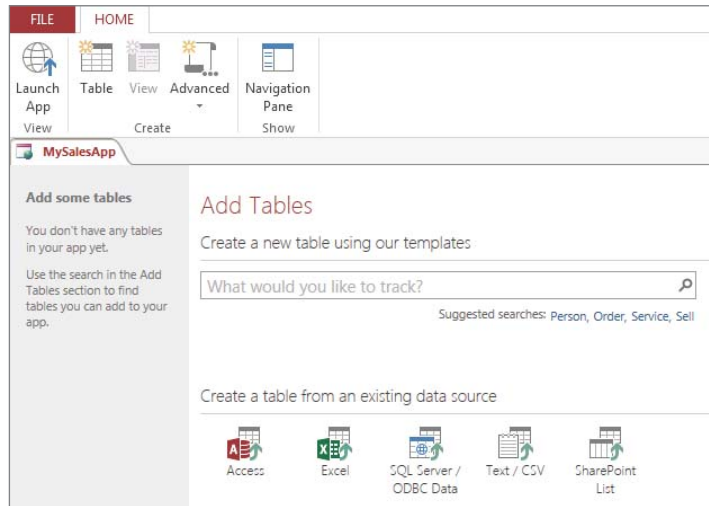 FILE HOME
Launch App
Table
View
Advanced
Navigation Pane
View Create Show
MySalesApp
Add some tables
You don't have any tables
in your app yet.
Use the search in the Add
Tables section to find
tables you can add to your
app.
Add Tables
Create a new table using our templates
What would you like to track?
Suggested searches: Person, Order, Service, Sell
Create a table from an existing data source
Access
Excel
SQL Server /
ODBC Data
Text / CSV
SharePoint
List